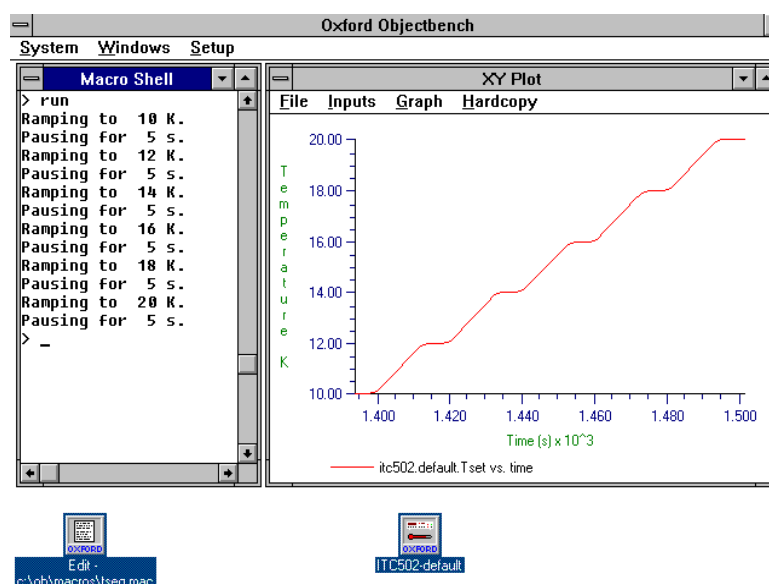 Oxford Objectbench
System Windows Setup
Macro Shell
> run
Ramping to 10 K.
Pausing for 5 s.
Ramping to 12 K.
Pausing for 5 s.
Ramping to 14 K.
Pausing for 5 s.
Ramping to 16 K.
Pausing for 5 s.
Ramping to 18 K.
Pausing for 5 s.
Ramping to 20 K.
Pausing for 5 s.
> _
XY Plot
File Inputs Graph Hardcopy
Temperature K
20.00
18.00
16.00
14.00
12.00
10.00
1.400 1.420 1.440 1.460 1.480 1.500
Time (s) x 10^3
itc502.default.Tset vs. time
OXFORD
Edit -
c:\ob\macros\tseq.mac
OXFORD
ITC502-default